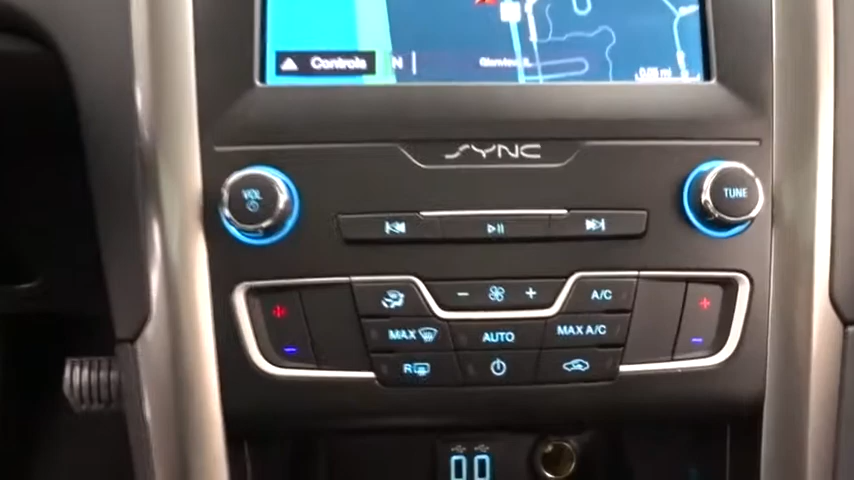 Controls N
SYNC
VOL
TUNE
A/C
MAX
AUTO
MAX A/C
R